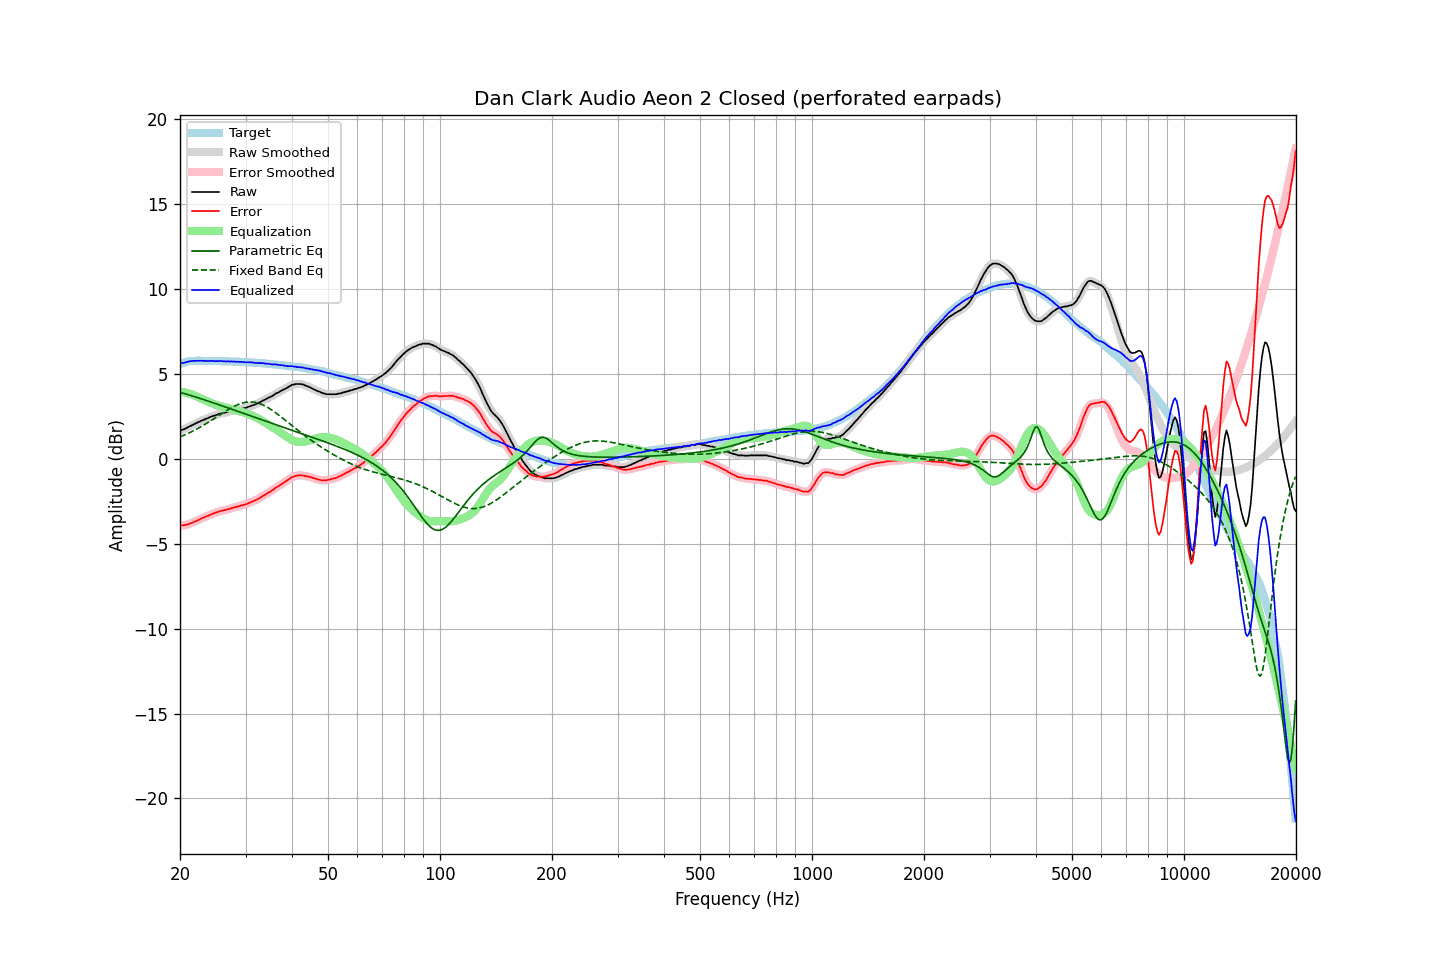 Dan Clark Audio Aeon 2 Closed (perforated earpads)
Target
Raw Smoothed
Error Smoothed
Raw
Error
Equalization
Parametric Eq
Fixed Band Eq
Equalized
Amplitude (dBr)
20
15
10
5
0
−5
−10
−15
−20
20 50 100 200 500 1000 2000 5000 10000 20000
Frequency (Hz)